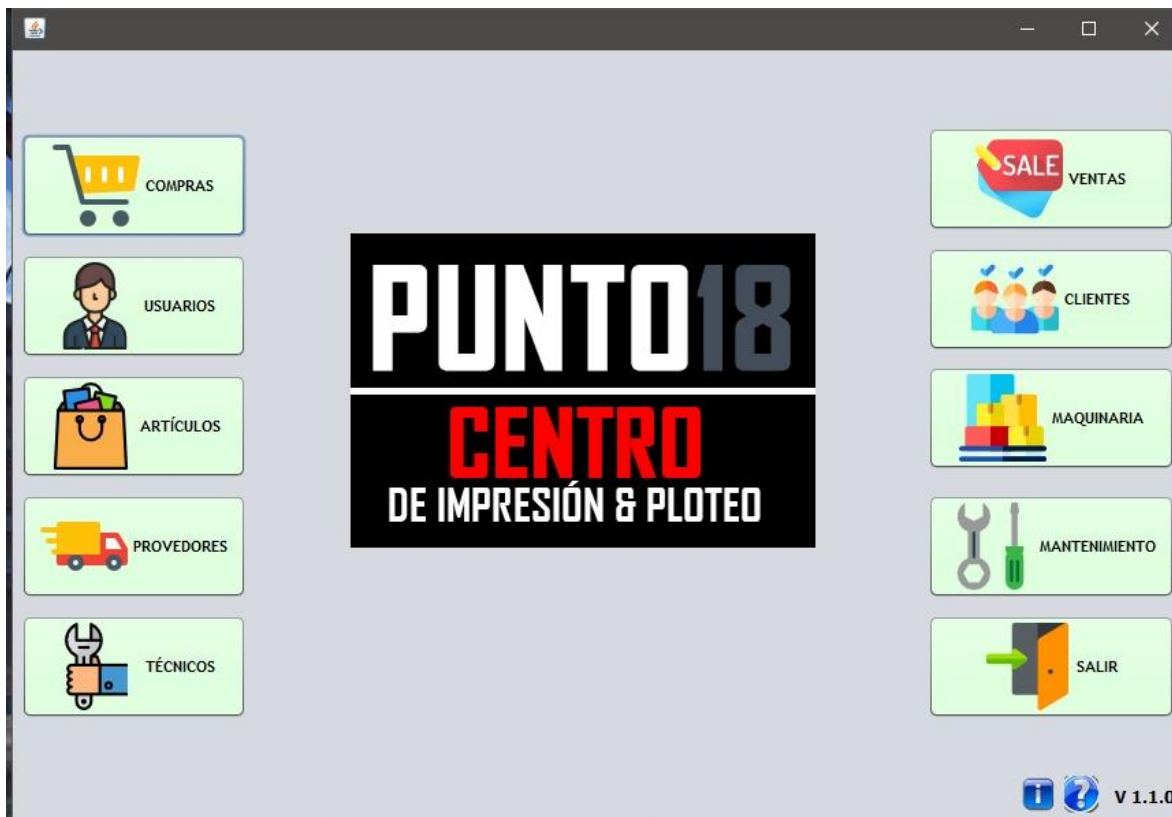 COMPRAS
USUARIOS
ARTÍCULOS
PROVEDORES
TÉCNICOS
PUNTO18
CENTRO
DE IMPRESIÓN & PLOTEO
SALE
VENTAS
CLIENTES
MAQUINARIA
MANTENIMIENTO
SALIR
i ? V 1.1.0